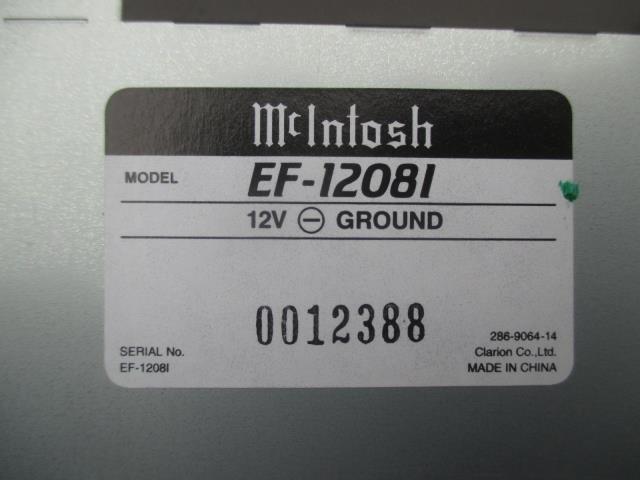 McIntosh
MODEL EF-1208I
12V ⊖ GROUND
0012388
286-9064-14
SERIAL No. Clarion Co.,Ltd.
EF-1208I MADE IN CHINA